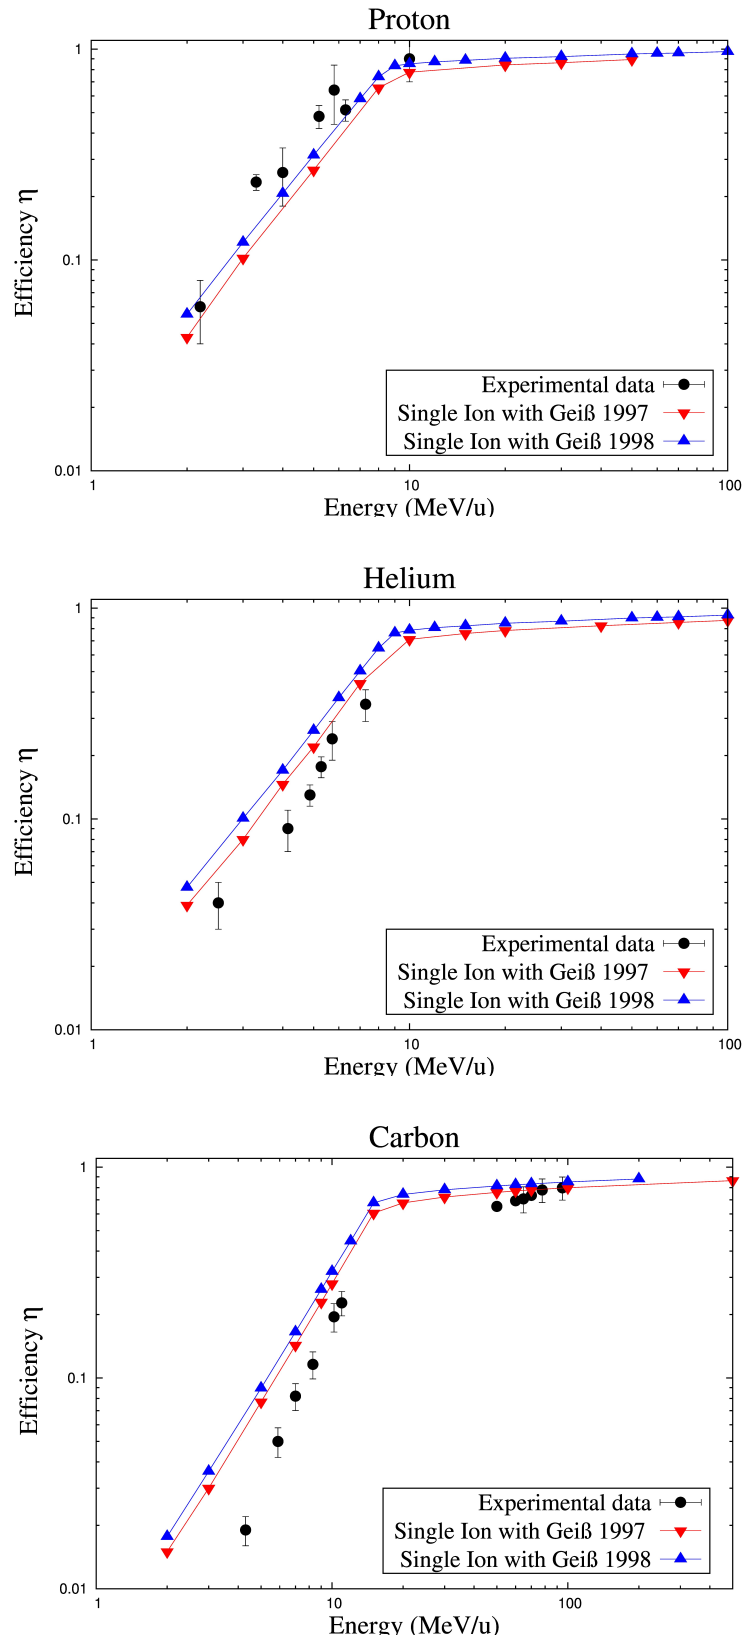 Proton
1
0.1
0.01
Efficiency η
Experimental data
Single Ion with Geiß 1997
Single Ion with Geiß 1998
1 10 100
Energy (MeV/u)
Helium
1
0.1
0.01
Efficiency η
Experimental data
Single Ion with Geiß 1997
Single Ion with Geiß 1998
1 10 100
Energy (MeV/u)
Carbon
1
0.1
0.01
Efficiency η
Experimental data
Single Ion with Geiß 1997
Single Ion with Geiß 1998
1 10 100
Energy (MeV/u)